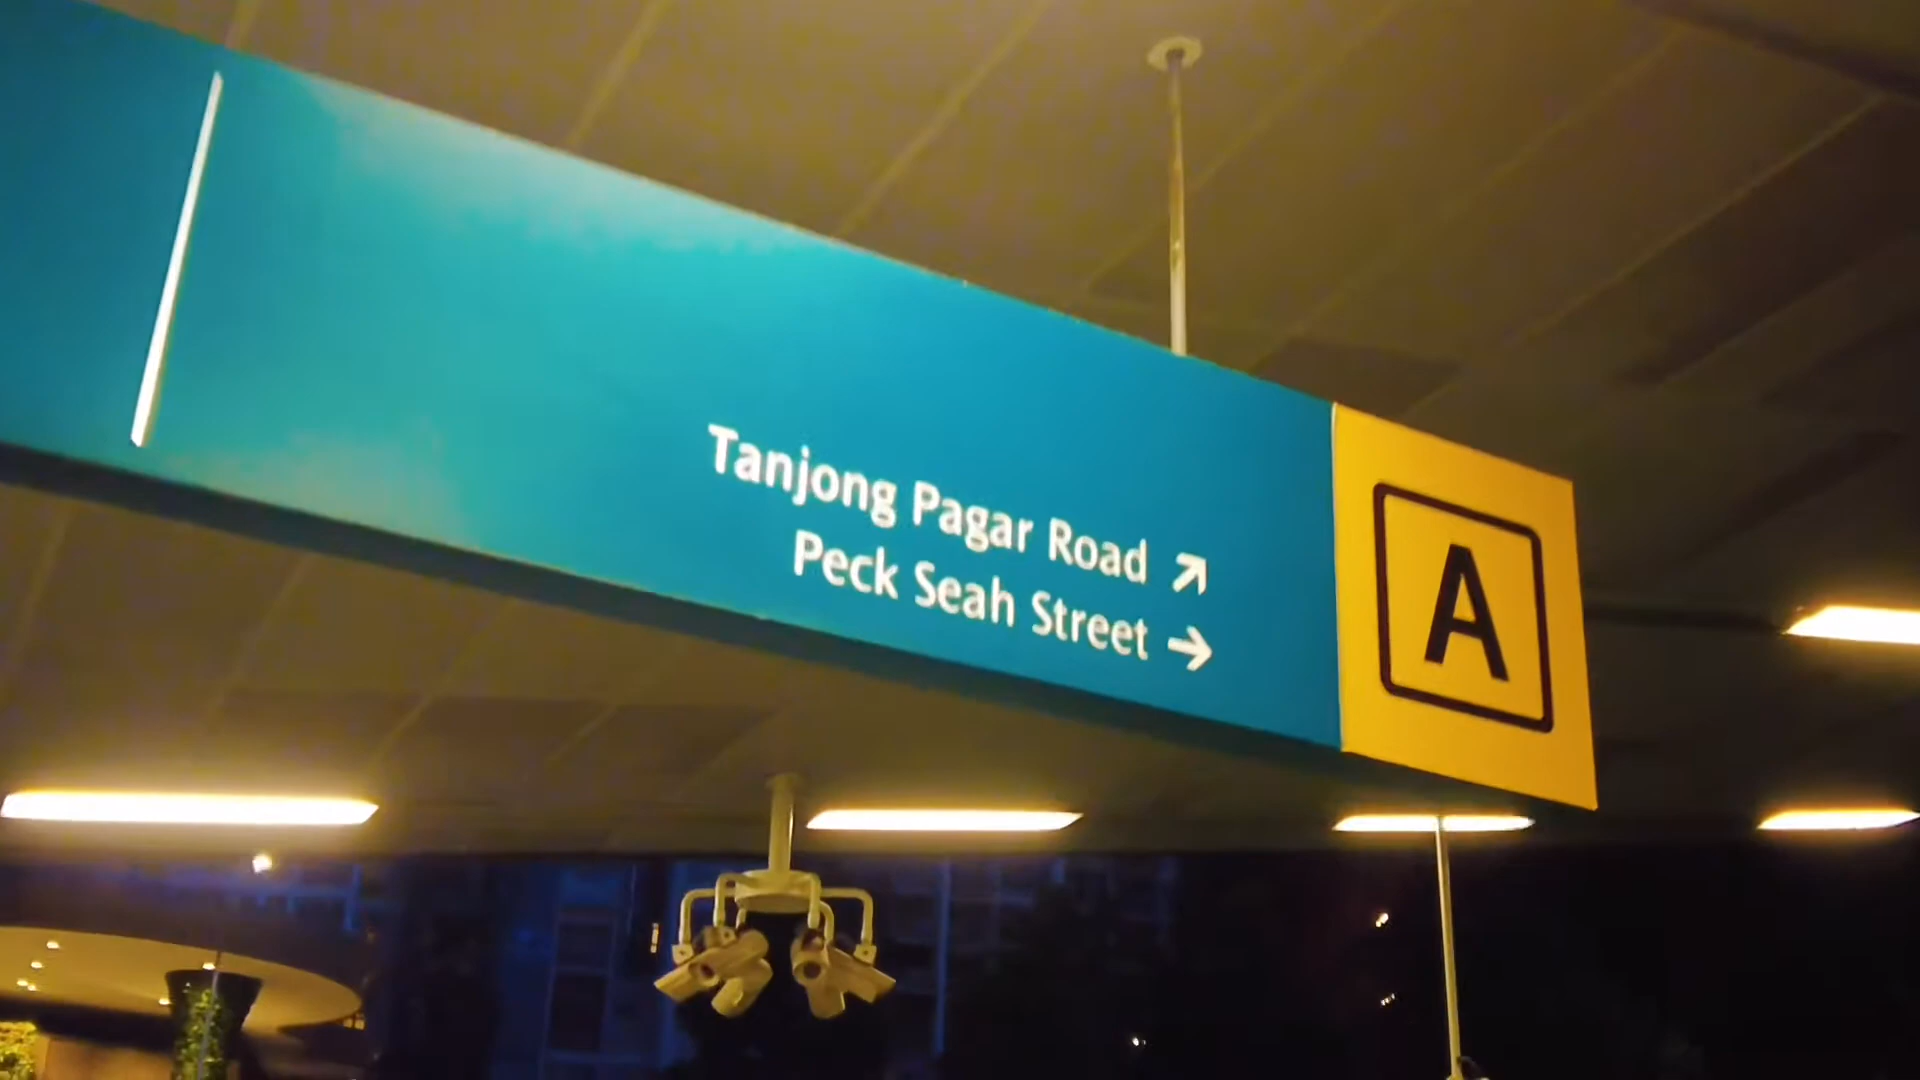 Tanjong Pagar Road ↗
Peck Seah Street →
A